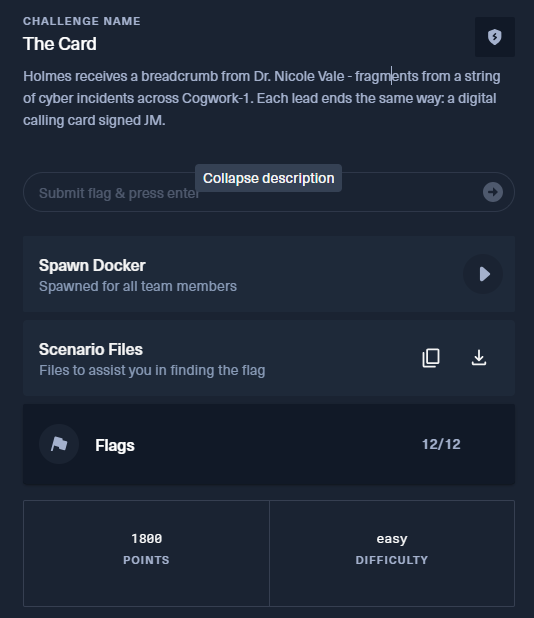 CHALLENGE NAME
The Card
Holmes receives a breadcrumb from Dr. Nicole Vale - fragments from a string
of cyber incidents across Cogwork-1. Each lead ends the same way: a digital
calling card signed JM.
Collapse description
Submit flag & press enter
Spawn Docker
Spawned for all team members
Scenario Files
Files to assist you in finding the flag
Flags 12/12
1800 easy
POINTS DIFFICULTY